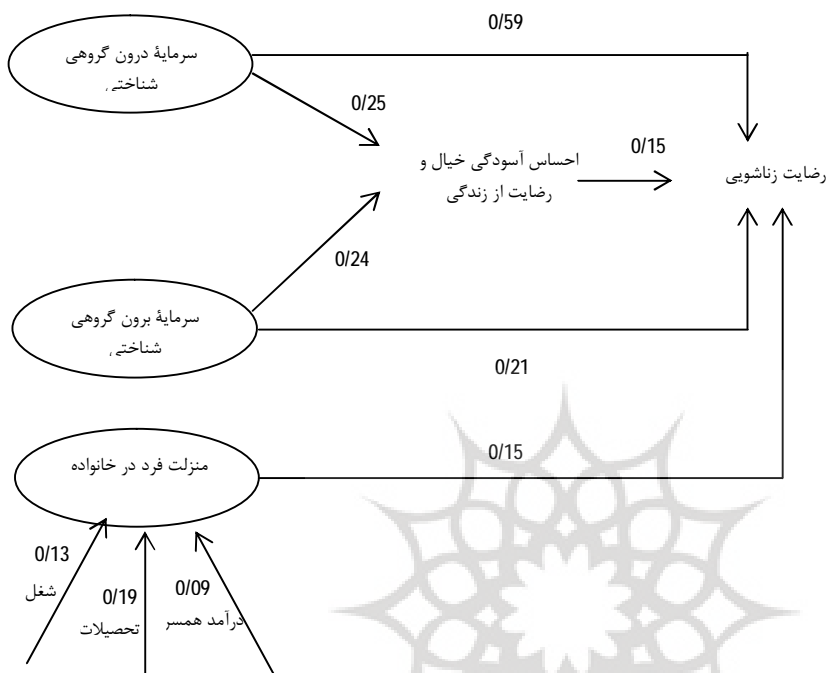 0/59
سرمایۀ درون گروهی
شناختی
0/25
احساس آسودگی خیال و
رضایت از زندگی
0/15
رضایت زناشویی
0/24
سرمایۀ برون گروهی
شناختی
0/21
منزلت فرد در خانواده
0/15
0/13
شغل
0/19
تحصیلات
0/09
درآمد همسر